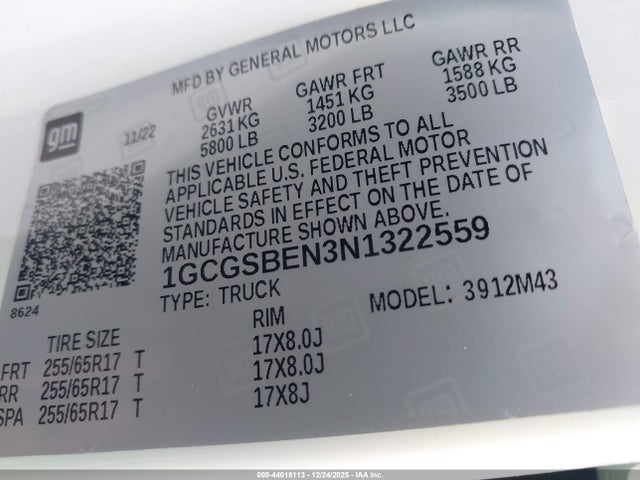 MFD BY GENERAL MOTORS LLC
gm
11/22
GVWR
2631 KG
5800 LB
GAWR FRT
1451 KG
3200 LB
GAWR RR
1588 KG
3500 LB
THIS VEHICLE CONFORMS TO ALL
APPLICABLE U.S. FEDERAL MOTOR
VEHICLE SAFETY AND THEFT PREVENTION
STANDARDS IN EFFECT ON THE DATE OF
MANUFACTURE SHOWN ABOVE.
1GCGSBEN3N1322559
TYPE: TRUCK
MODEL: 3912M43
8624
TIRE SIZE RIM
FRT 255/65R17 T 17X8.0J
RR 255/65R17 T 17X8.0J
SPA 255/65R17 T 17X8J
000-44018113 - 12/24/2025 - IAA Inc.